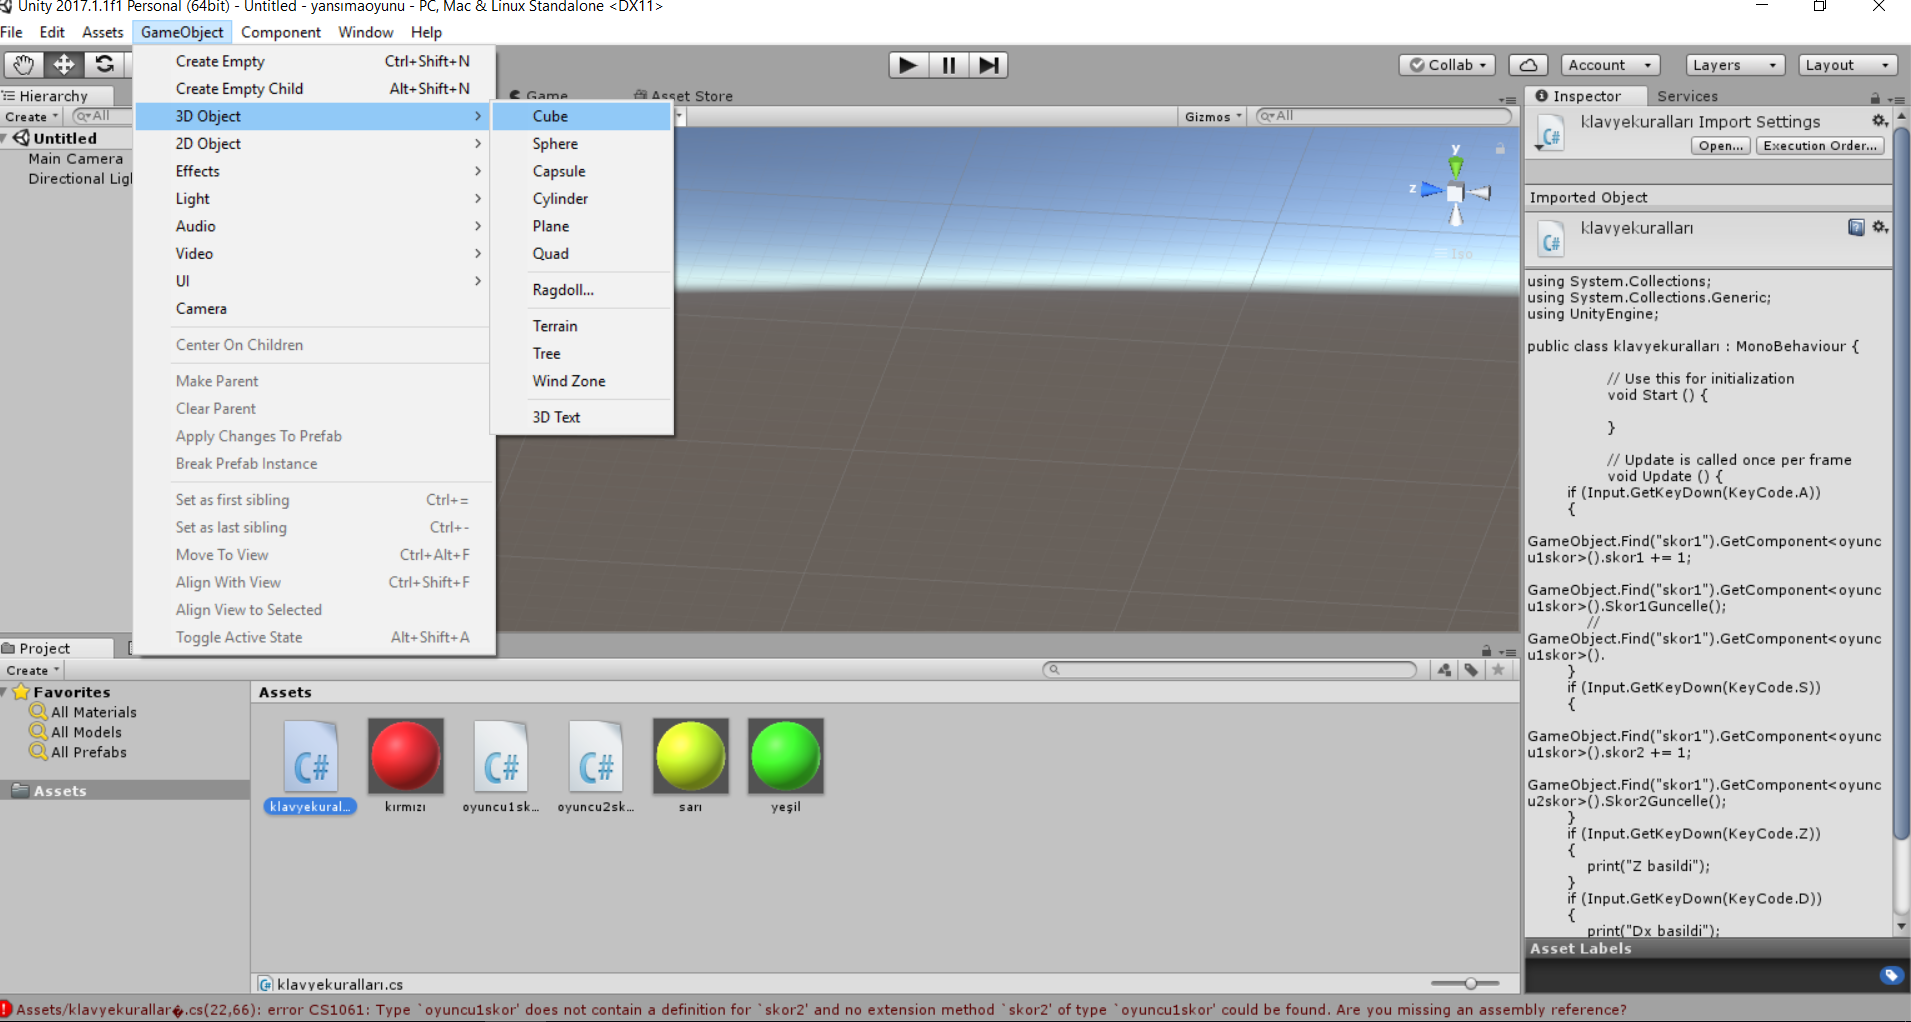 Unity 2017.1.1f1 Personal (64bit) - Untitled - yansımaoyunu - PC, Mac & Linux Standalone <DX11>
File Edit Assets GameObject Component Window Help
Collab Account Layers Layout
Hierarchy
Create All
Untitled
Main Camera
Directional Ligh
Create Empty Ctrl+Shift+N
Create Empty Child Alt+Shift+N
3D Object
2D Object
Effects
Light
Audio
Video
UI
Camera
Center On Children
Make Parent
Clear Parent
Apply Changes To Prefab
Break Prefab Instance
Set as first sibling Ctrl+=
Set as last sibling Ctrl+-
Move To View Ctrl+Alt+F
Align With View Ctrl+Shift+F
Align View to Selected
Toggle Active State Alt+Shift+A
Cube
Sphere
Capsule
Cylinder
Plane
Quad
Ragdoll...
Terrain
Tree
Wind Zone
3D Text
Game Asset Store
Gizmos All
y
z
Iso
Inspector Services
klavyekuralları Import Settings
Open... Execution Order...
Imported Object
klavyekuralları
C#
using System.Collections;
using System.Collections.Generic;
using UnityEngine;
public class klavyekuralları : MonoBehaviour {
// Use this for initialization
void Start () {
}
// Update is called once per frame
void Update () {
if (Input.GetKeyDown(KeyCode.A))
{
GameObject.Find("skor1").GetComponent<oyunc
u1skor>().skor1 += 1;
GameObject.Find("skor1").GetComponent<oyunc
u1skor>().Skor1Guncelle();
//
GameObject.Find("skor1").GetComponent<oyunc
u1skor>().
}
if (Input.GetKeyDown(KeyCode.S))
{
GameObject.Find("skor1").GetComponent<oyunc
u1skor>().skor2 += 1;
GameObject.Find("skor1").GetComponent<oyunc
u2skor>().Skor2Guncelle();
}
if (Input.GetKeyDown(KeyCode.Z))
{
print("Z basildi");
}
if (Input.GetKeyDown(KeyCode.D))
{
print("Dx basildi");
Asset Labels
Project
Create
Favorites
All Materials
All Models
All Prefabs
Assets
Assets
C# C# C#
klavyekural... kırmızı oyuncu1sk... oyuncu2sk... sarı yeşil
klavyekuralları.cs
Assets/klavyekurallar�.cs(22,66): error CS1061: Type `oyuncu1skor' does not contain a definition for `skor2' and no extension method `skor2' of type `oyuncu1skor' could be found. Are you missing an assembly reference?